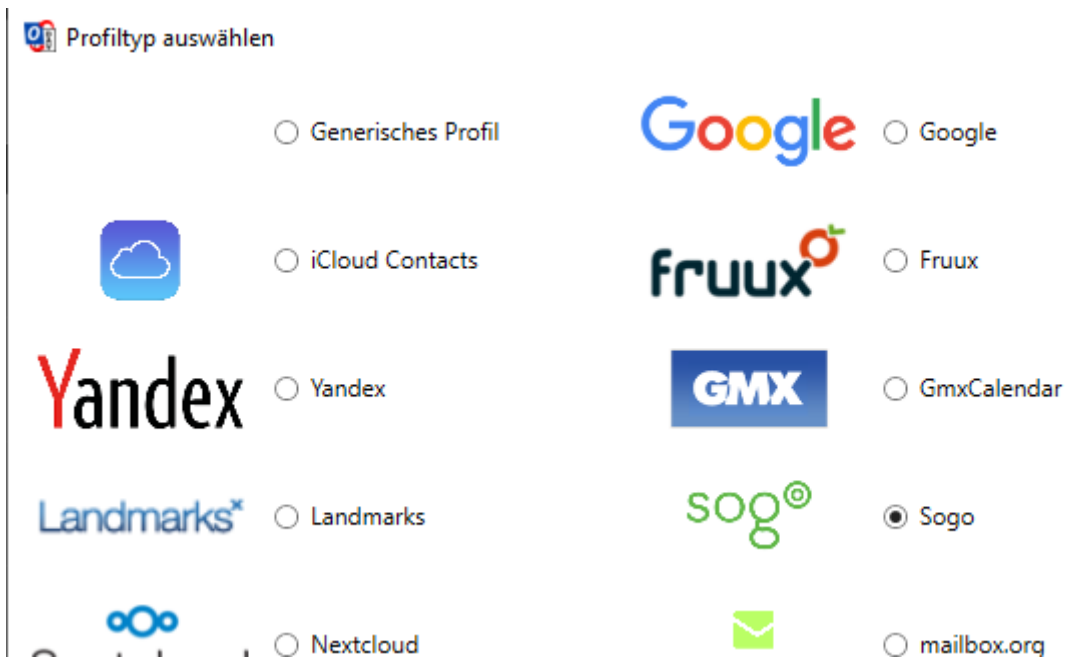 Profiltyp auswählen
Generisches Profil
Google Google
iCloud Contacts
fruux Fruux
Yandex Yandex
GMX GmxCalendar
Landmarks Landmarks
sogo Sogo
Nextcloud
mailbox.org